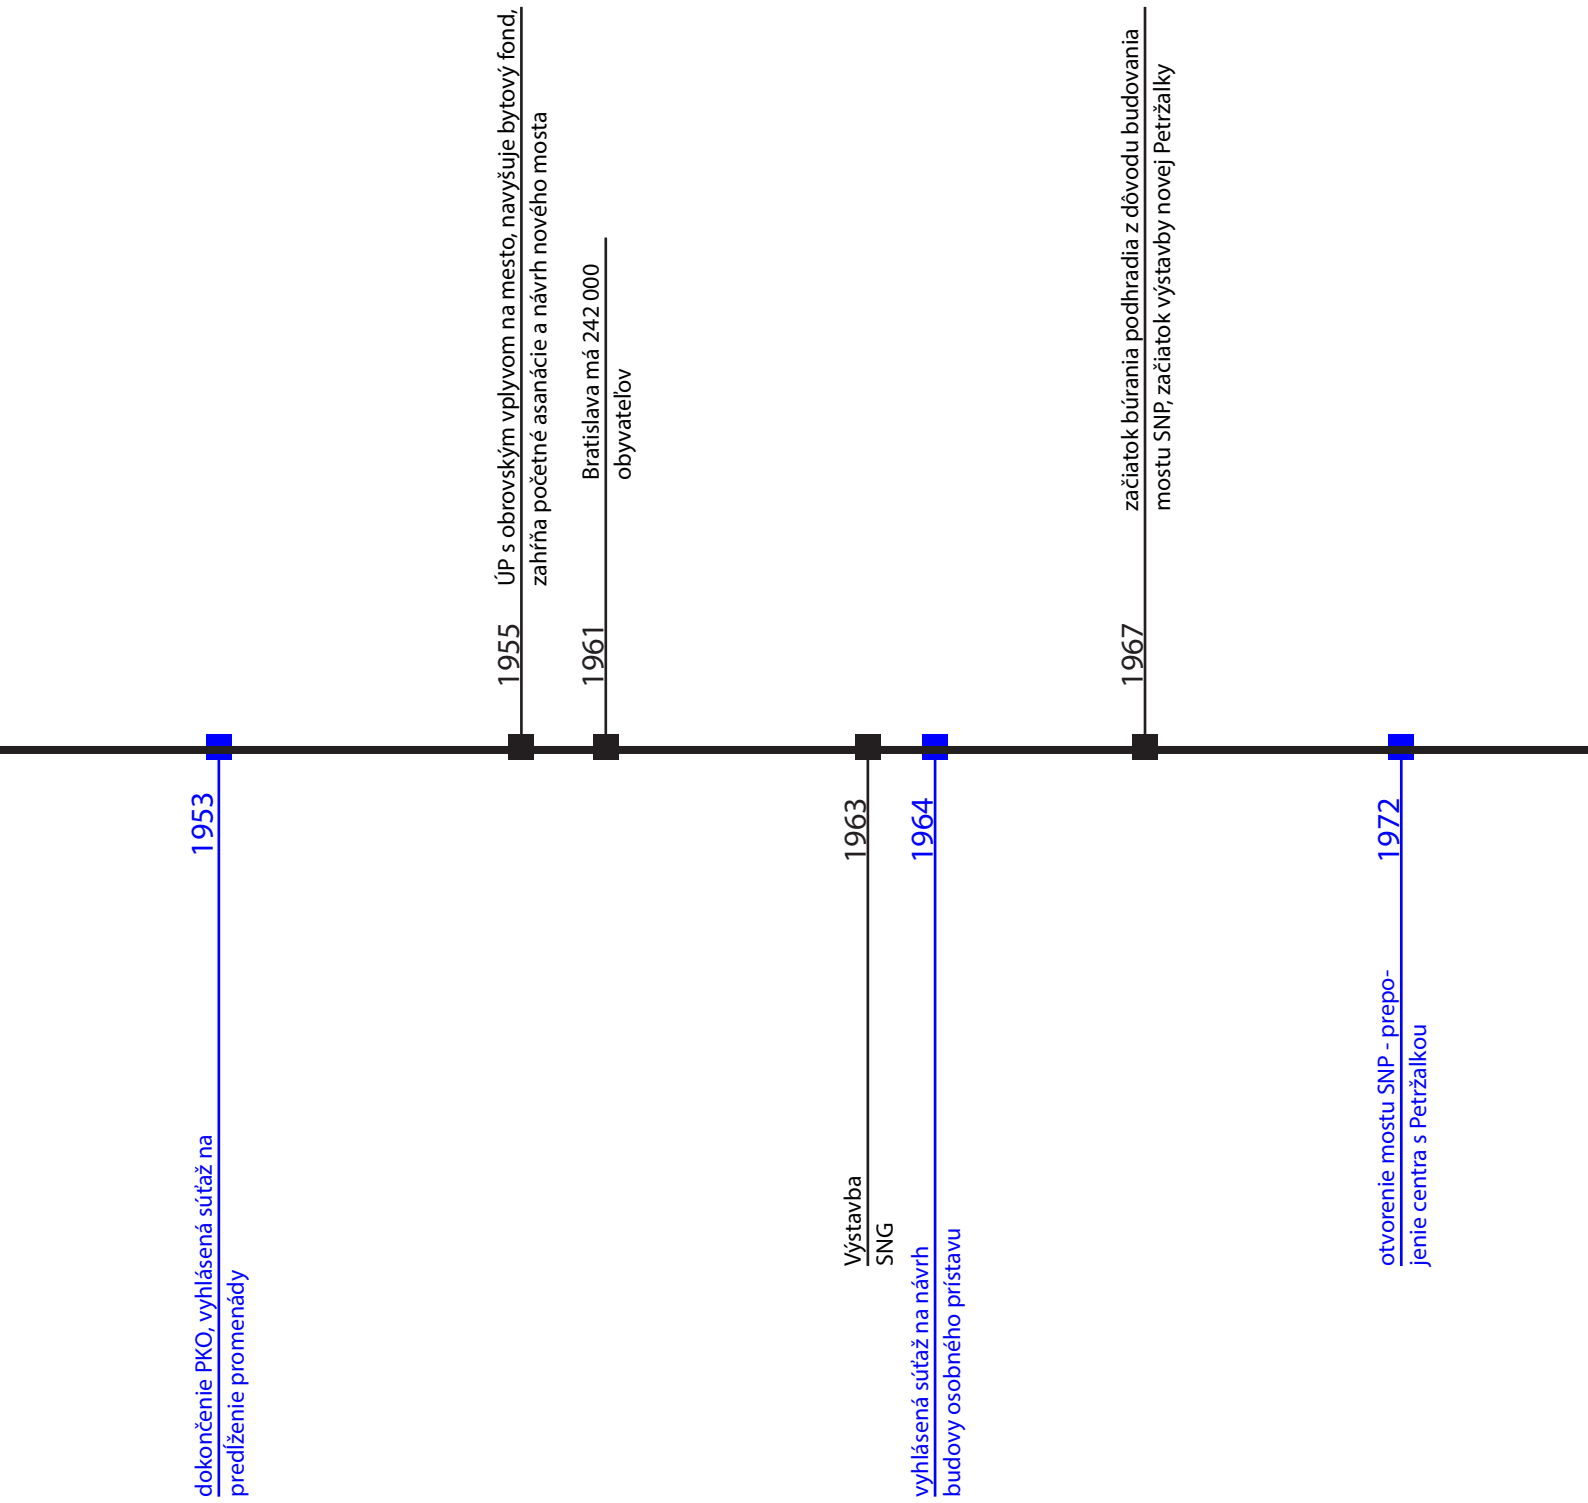 1953
dokončenie PKO, vyhlásená súťaž na
predĺženie promenády
1955
ÚP s obrovským vplyvom na mesto, navyšuje bytový fond,
zahŕňa početné asanácie a návrh nového mosta
1961
Bratislava má 242 000
obyvateľov
1963
Výstavba
SNG
1964
vyhlásená súťaž na návrh
budovy osobného prístavu
1967
začiatok búrania podhradia z dôvodu budovania
mostu SNP, začiatok výstavby novej Petržalky
1972
otvorenie mostu SNP - prepo-
jenie centra s Petržalkou